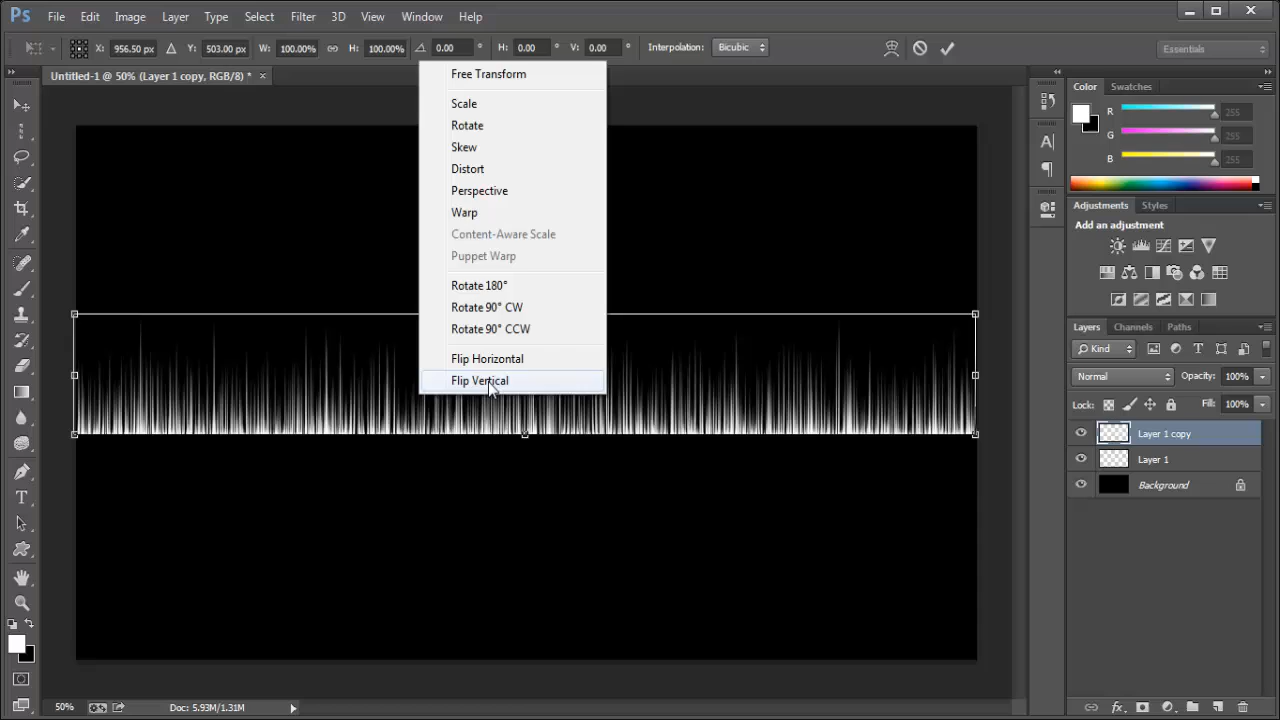 Ps File Edit Image Layer Type Select Filter 3D View Window Help
X: 956.50 px Y: 503.00 px W: 100.00% H: 100.00% 0.00 ° H: 0.00 ° V: 0.00 ° Interpolation: Bicubic Essentials
Untitled-1 @ 50% (Layer 1 copy, RGB/8) * ×
Free Transform
Scale
Rotate
Skew
Distort
Perspective
Warp
Content-Aware Scale
Puppet Warp
Rotate 180°
Rotate 90° CW
Rotate 90° CCW
Flip Horizontal
Flip Vertical
Color Swatches
R 255
G 255
B 255
Adjustments Styles
Add an adjustment
Layers Channels Paths
Kind
Normal Opacity: 100%
Lock: Fill: 100%
Layer 1 copy
Layer 1
Background
50% Doc: 5.93M/1.31M